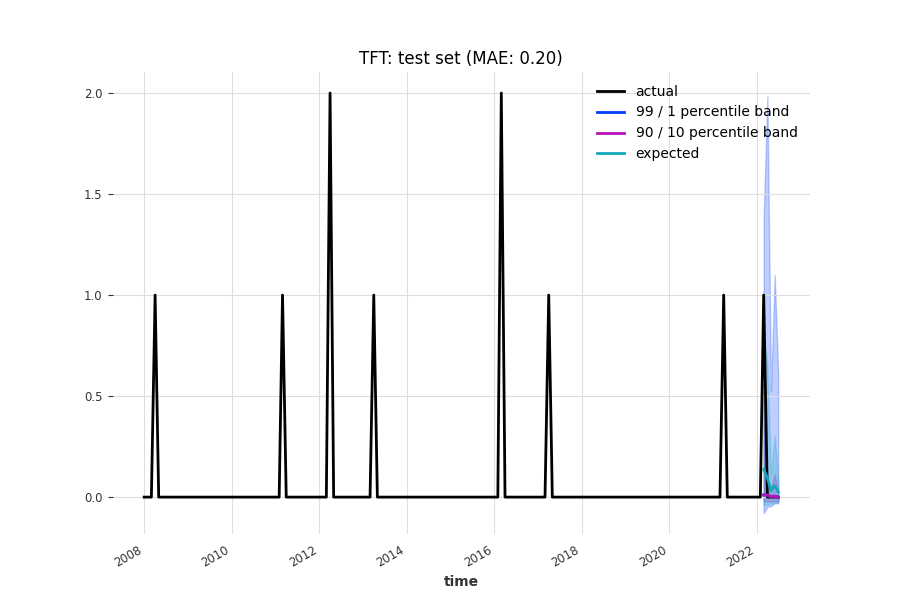 TFT: test set (MAE: 0.20)
actual
99 / 1 percentile band
90 / 10 percentile band
expected
2.0
1.5
1.0
0.5
0.0
2008
2010
2012
2014
2016
2018
2020
2022
time